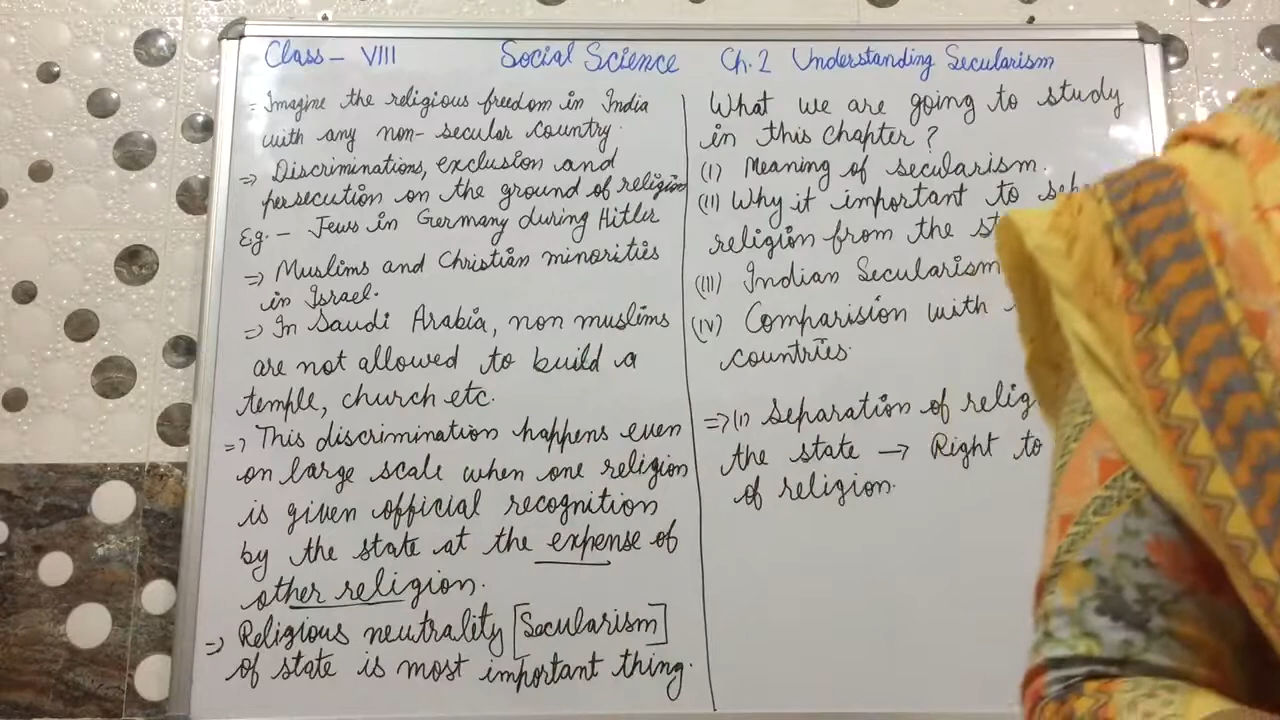 Class - VIII Social Science Ch. 2 Understanding Secularism
- Imagine the religious freedom in India
with any non-secular country.
=> Discriminations, exclusion and
persecution on the ground of religion
E.g. - Jews in Germany during Hitler
=> Muslims and Christian minorities
in Israel.
=> In Saudi Arabia, non muslims
are not allowed to build a
temple, church etc.
=> This discrimination happens even
on large scale when one religion
is given official recognition
by the state at the expense of
other religion.
=> Religious neutrality [Secularism]
of state is most important thing.
What we are going to study
in this chapter?
(I) Meaning of secularism.
(II) Why it important to
religion from the
(III) Indian Secularism
(IV) Comparision with
countries.
=> (I) Separation of
the state → Right to
of religion.